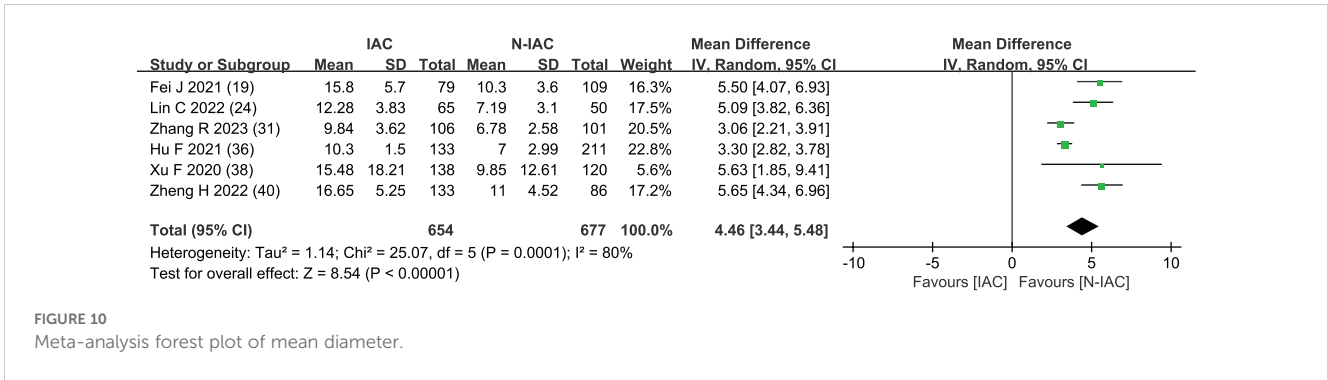 IAC N-IAC Mean Difference Mean Difference
Study or Subgroup Mean SD Total Mean SD Total Weight IV, Random, 95% CI IV, Random, 95% CI
Fei J 2021 (19) 15.8 5.7 79 10.3 3.6 109 16.3% 5.50 [4.07, 6.93]
Lin C 2022 (24) 12.28 3.83 65 7.19 3.1 50 17.5% 5.09 [3.82, 6.36]
Zhang R 2023 (31) 9.84 3.62 106 6.78 2.58 101 20.5% 3.06 [2.21, 3.91]
Hu F 2021 (36) 10.3 1.5 133 7 2.99 211 22.8% 3.30 [2.82, 3.78]
Xu F 2020 (38) 15.48 18.21 138 9.85 12.61 120 5.6% 5.63 [1.85, 9.41]
Zheng H 2022 (40) 16.65 5.25 133 11 4.52 86 17.2% 5.65 [4.34, 6.96]
Total (95% CI) 654 677 100.0% 4.46 [3.44, 5.48]
Heterogeneity: Tau² = 1.14; Chi² = 25.07, df = 5 (P = 0.0001); I² = 80%
Test for overall effect: Z = 8.54 (P < 0.00001)
-10 -5 0 5 10
Favours [IAC] Favours [N-IAC]
FIGURE 10
Meta-analysis forest plot of mean diameter.